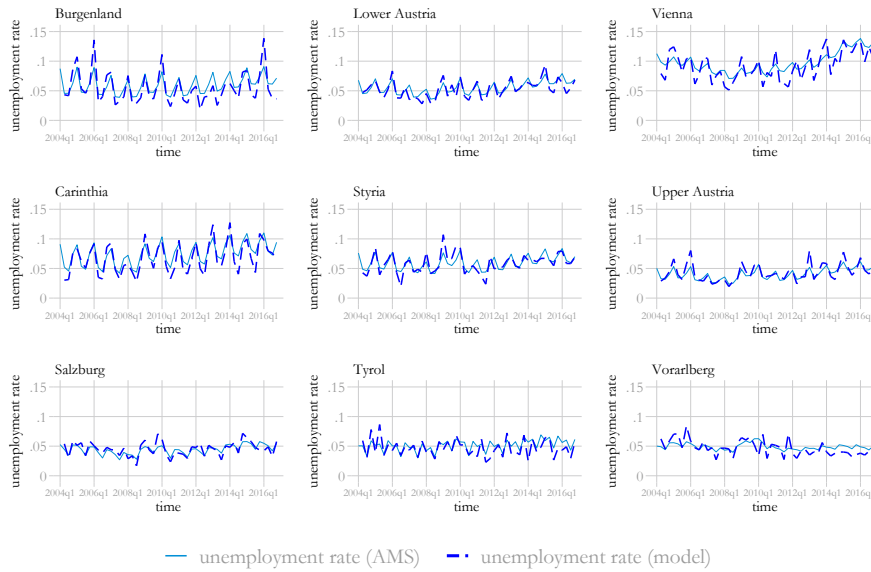 Burgenland
unemployment rate
.15
.1
.05
0
2004q1 2006q1 2008q1 2010q1 2012q1 2014q1 2016q1
time
Lower Austria
unemployment rate
.15
.1
.05
0
2004q1 2006q1 2008q1 2010q1 2012q1 2014q1 2016q1
time
Vienna
unemployment rate
.15
.1
.05
0
2004q1 2006q1 2008q1 2010q1 2012q1 2014q1 2016q1
time
Carinthia
unemployment rate
.15
.1
.05
0
2004q1 2006q1 2008q1 2010q1 2012q1 2014q1 2016q1
time
Styria
unemployment rate
.15
.1
.05
0
2004q1 2006q1 2008q1 2010q1 2012q1 2014q1 2016q1
time
Upper Austria
unemployment rate
.15
.1
.05
0
2004q1 2006q1 2008q1 2010q1 2012q1 2014q1 2016q1
time
Salzburg
unemployment rate
.15
.1
.05
0
2004q1 2006q1 2008q1 2010q1 2012q1 2014q1 2016q1
time
Tyrol
unemployment rate
.15
.1
.05
0
2004q1 2006q1 2008q1 2010q1 2012q1 2014q1 2016q1
time
Vorarlberg
unemployment rate
.15
.1
.05
0
2004q1 2006q1 2008q1 2010q1 2012q1 2014q1 2016q1
time
unemployment rate (AMS) unemployment rate (model)